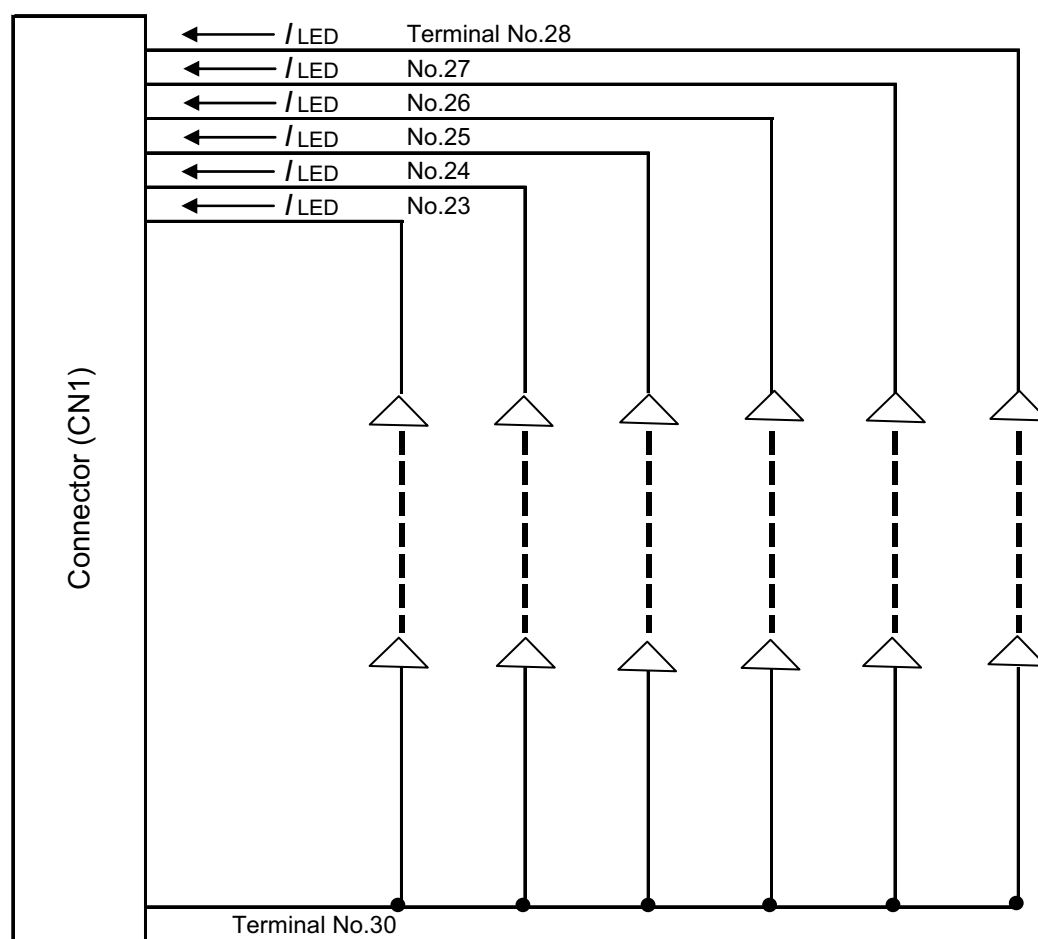 I LED Terminal No.28
I LED No.27
I LED No.26
I LED No.25
I LED No.24
I LED No.23
Connector (CN1)
Terminal No.30